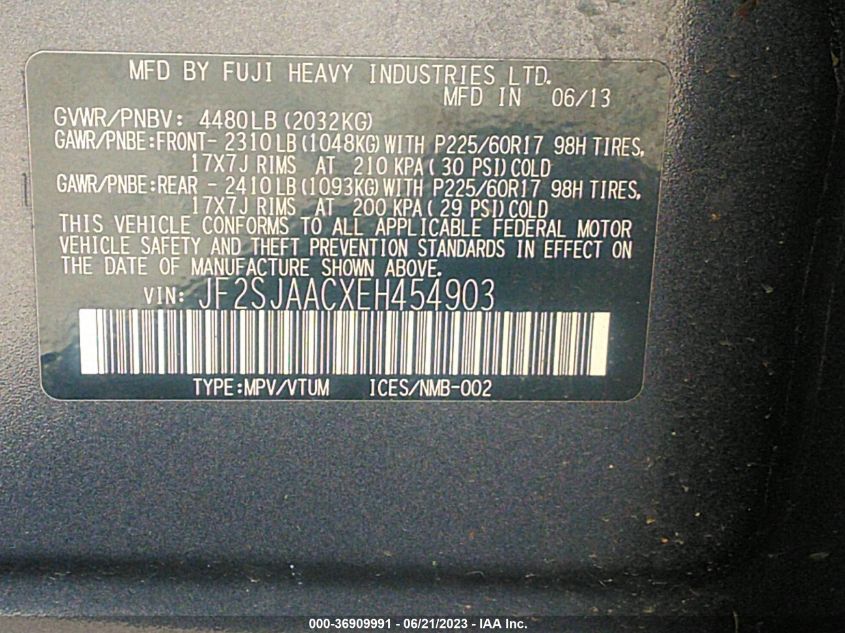 MFD BY FUJI HEAVY INDUSTRIES LTD.
MFD IN 06/13
GVWR/PNBV: 4480LB(2032KG)
GAWR/PNBE:FRONT- 2310LB(1048KG)WITH P225/60R17 98H TIRES,
17X7J RIMS AT 210 KPA(30 PSI)COLD
GAWR/PNBE:REAR - 2410LB(1093KG)WITH P225/60R17 98H TIRES,
17X7J RIMS AT 200 KPA(29 PSI)COLD
THIS VEHICLE CONFORMS TO ALL APPLICABLE FEDERAL MOTOR
VEHICLE SAFETY AND THEFT PREVENTION STANDARDS IN EFFECT ON
THE DATE OF MANUFACTURE SHOWN ABOVE.
VIN: JF2SJAACXEH454903
TYPE:MPV/VTUM ICES/NMB-002
000-36909991 - 06/21/2023 - IAA Inc.